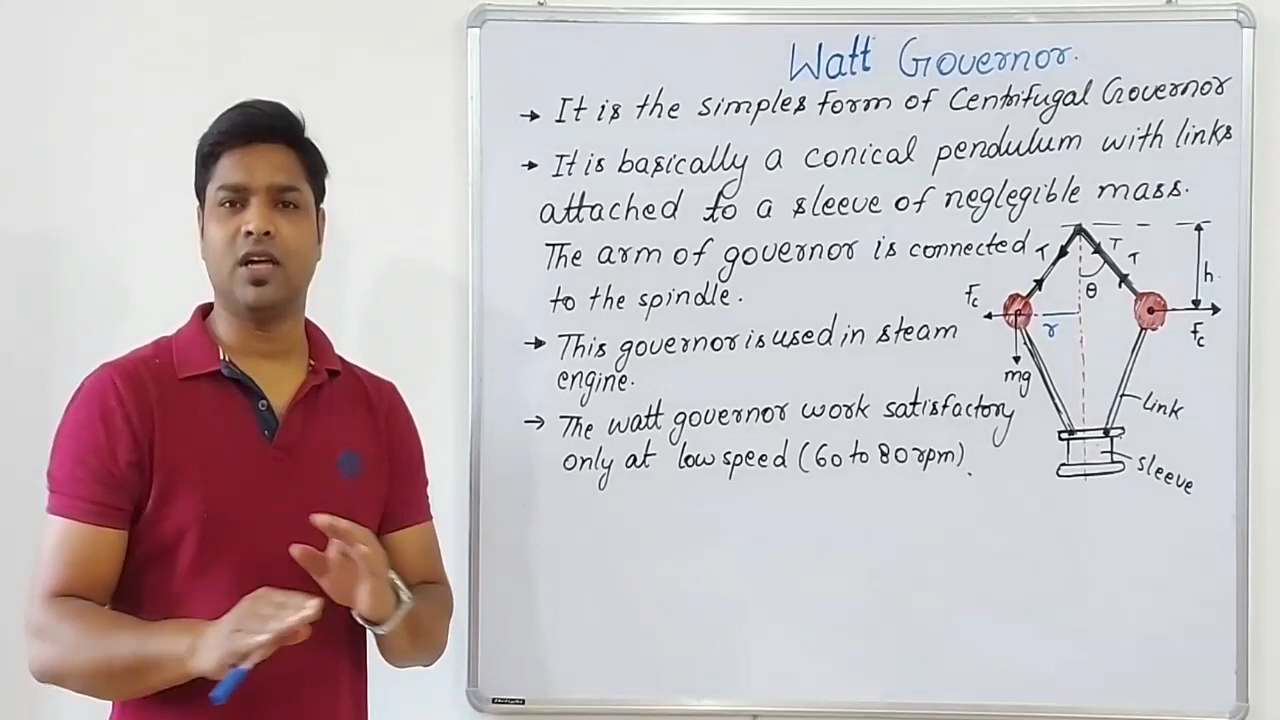 Watt Governor.
→ It is the simples form of Centrifugal Governor
→ It is basically a conical pendulum with links
attached to a sleeve of neglegible mass.
The arm of governor is connected
to the spindle.
→ This governor is used in steam
engine.
→ The watt governor work satisfactory
only at low speed (60 to 80 rpm).
T
T
T
θ
h
Fc
r
Fc
mg
link
sleeve